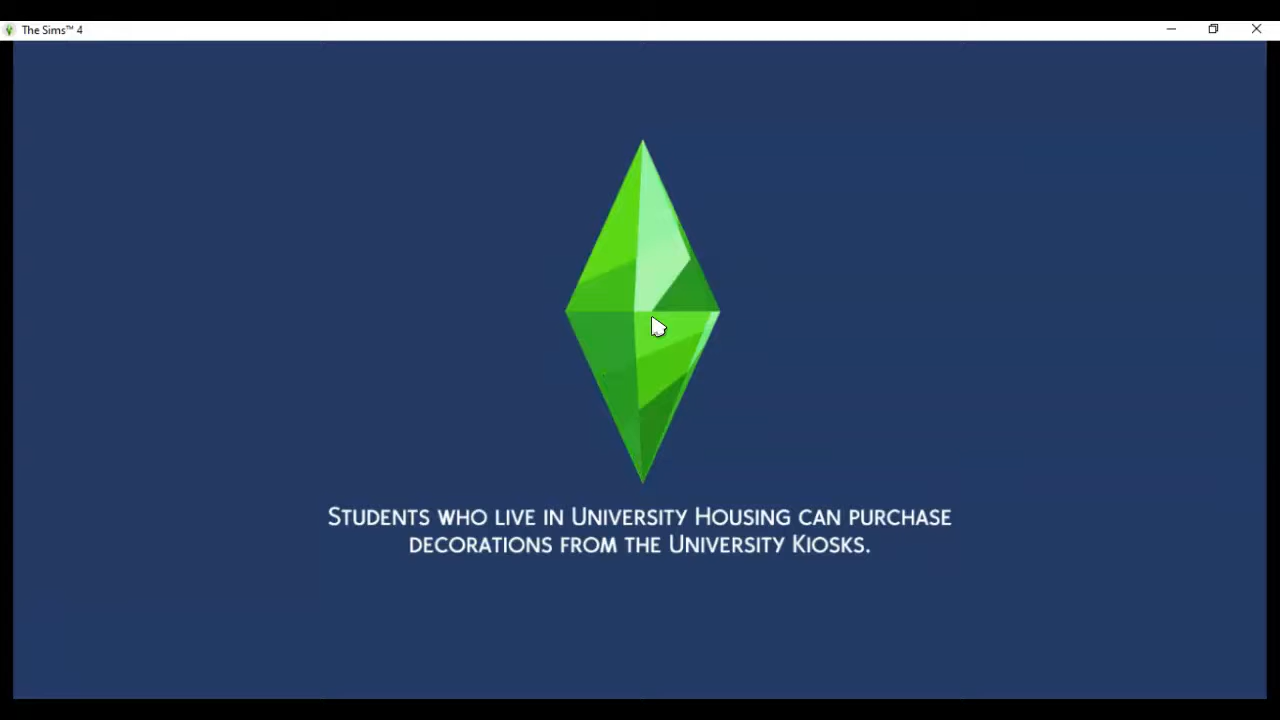 The Sims™ 4
Students who live in University Housing can purchase
decorations from the University Kiosks.